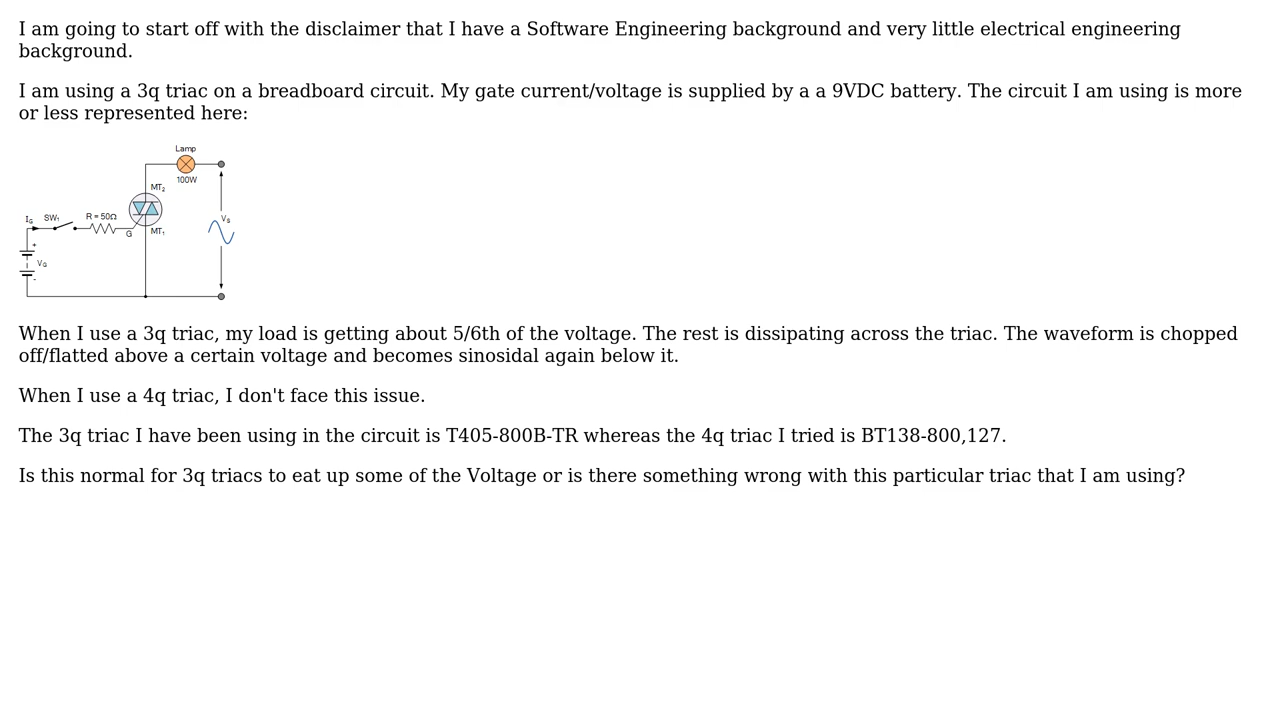 I am going to start off with the disclaimer that I have a Software Engineering background and very little electrical engineering
background.
I am using a 3q triac on a breadboard circuit. My gate current/voltage is supplied by a a 9VDC battery. The circuit I am using is more
or less represented here:
Lamp
100W
MT₂
IG SW₁ R = 50Ω
G MT₁
Vs
+
VG
-
When I use a 3q triac, my load is getting about 5/6th of the voltage. The rest is dissipating across the triac. The waveform is chopped
off/flatted above a certain voltage and becomes sinosidal again below it.
When I use a 4q triac, I don't face this issue.
The 3q triac I have been using in the circuit is T405-800B-TR whereas the 4q triac I tried is BT138-800,127.
Is this normal for 3q triacs to eat up some of the Voltage or is there something wrong with this particular triac that I am using?